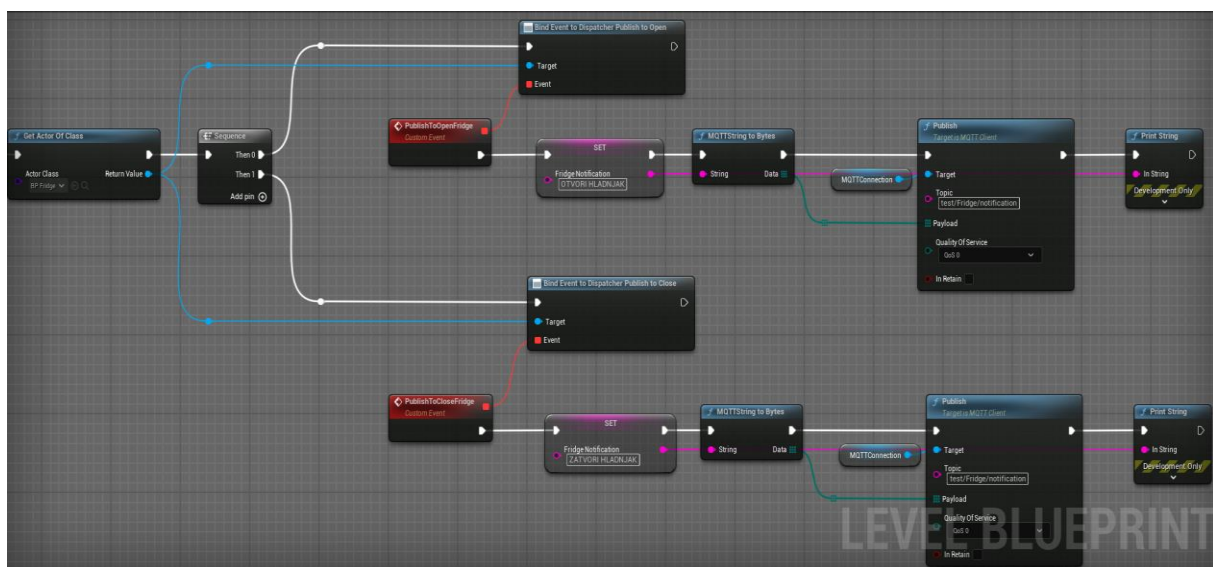 Bind Event to Dispatcher Publish to Open
Target
Event
Get Actor Of Class
Actor Class
Return Value
BP Fridge
Sequence
Then 0
Then 1
Add pin
PublishToOpenFridge
Custom Event
SET
Fridge Notification
OTVORI HLADNJAK
MQTTString to Bytes
String
Data
MQTTConnection
Publish
Target is MQTT Client
Target
Topic
test/Fridge/notification
Payload
Quality Of Service
QoS 0
In Retain
Print String
In String
Development Only
Bind Event to Dispatcher Publish to Close
Target
Event
PublishToCloseFridge
Custom Event
SET
Fridge Notification
ZATVORI HLADNJAK
MQTTString to Bytes
String
Data
MQTTConnection
Publish
Target is MQTT Client
Target
Topic
test/Fridge/notification
Payload
Quality Of Service
QoS 0
In Retain
Print String
In String
Development Only
LEVEL BLUEPRINT